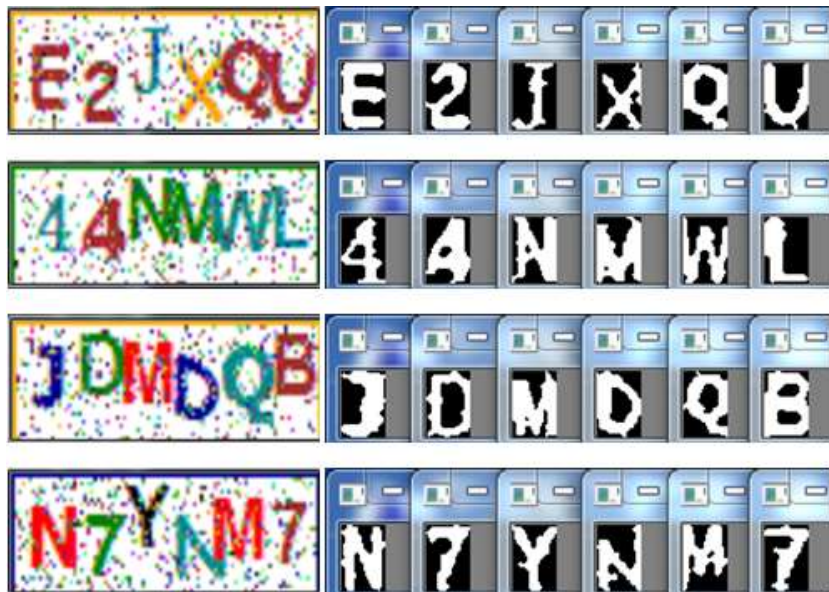 E2JXQU E 2 J X Q U
44NMWL 4 4 N M W L
JDMDQB J D M D Q B
N7YNM7 N 7 Y N M 7